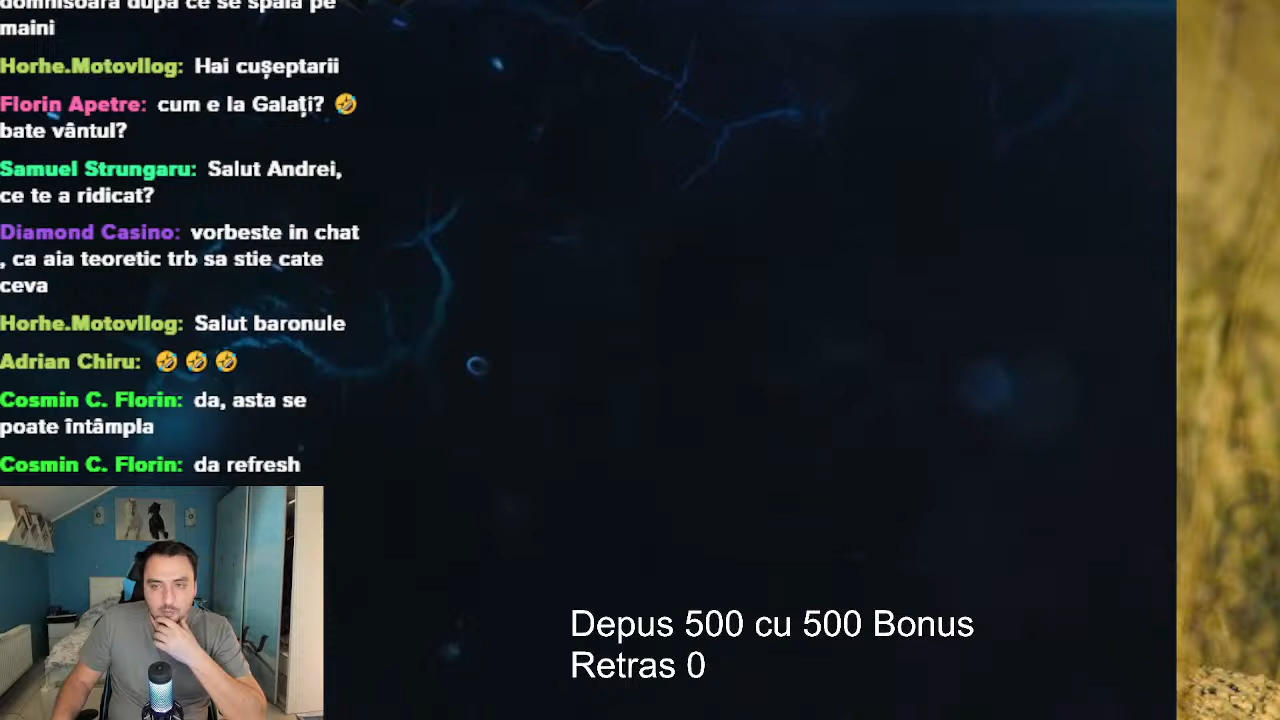 domnisoara dupa ce se spala pe
maini
Horhe.Motovllog: Hai cușeptarii
Florin Apetre: cum e la Galați? 🤣
bate vântul?
Samuel Strungaru: Salut Andrei,
ce te a ridicat?
Diamond Casino: vorbeste in chat
, ca aia teoretic trb sa stie cate
ceva
Horhe.Motovllog: Salut baronule
Adrian Chiru: 🤣 🤣 🤣
Cosmin C. Florin: da, asta se
poate întâmpla
Cosmin C. Florin: da refresh
Depus 500 cu 500 Bonus
Retras 0